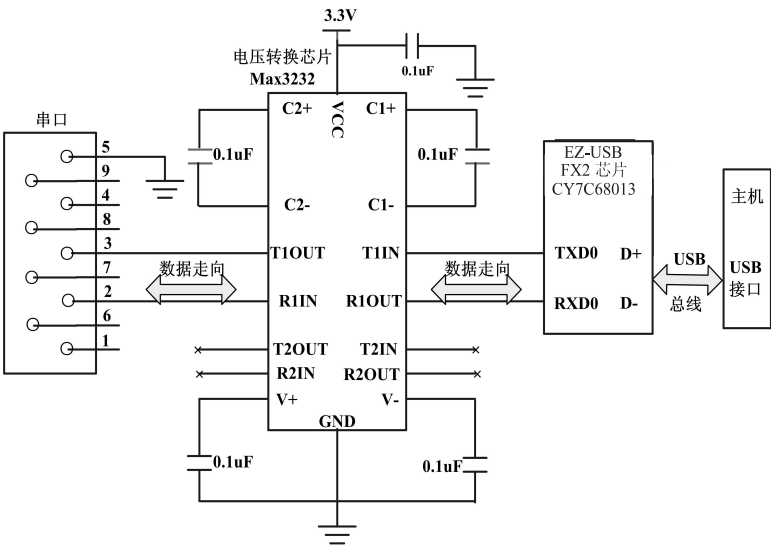 3.3V
电压转换芯片
Max3232
0.1uF
串口
5
9
4
8
3
7
2
6
1
0.1uF
C2+
VCC
C1+
0.1uF
C2-
C1-
EZ-USB
FX2 芯片
CY7C68013
主机
T1OUT
T1IN
TXD0
D+
USB
USB
数据走向
数据走向
R1IN
R1OUT
RXD0
D-
总线
接口
T2OUT
T2IN
R2IN
R2OUT
V+
V-
GND
0.1uF
0.1uF